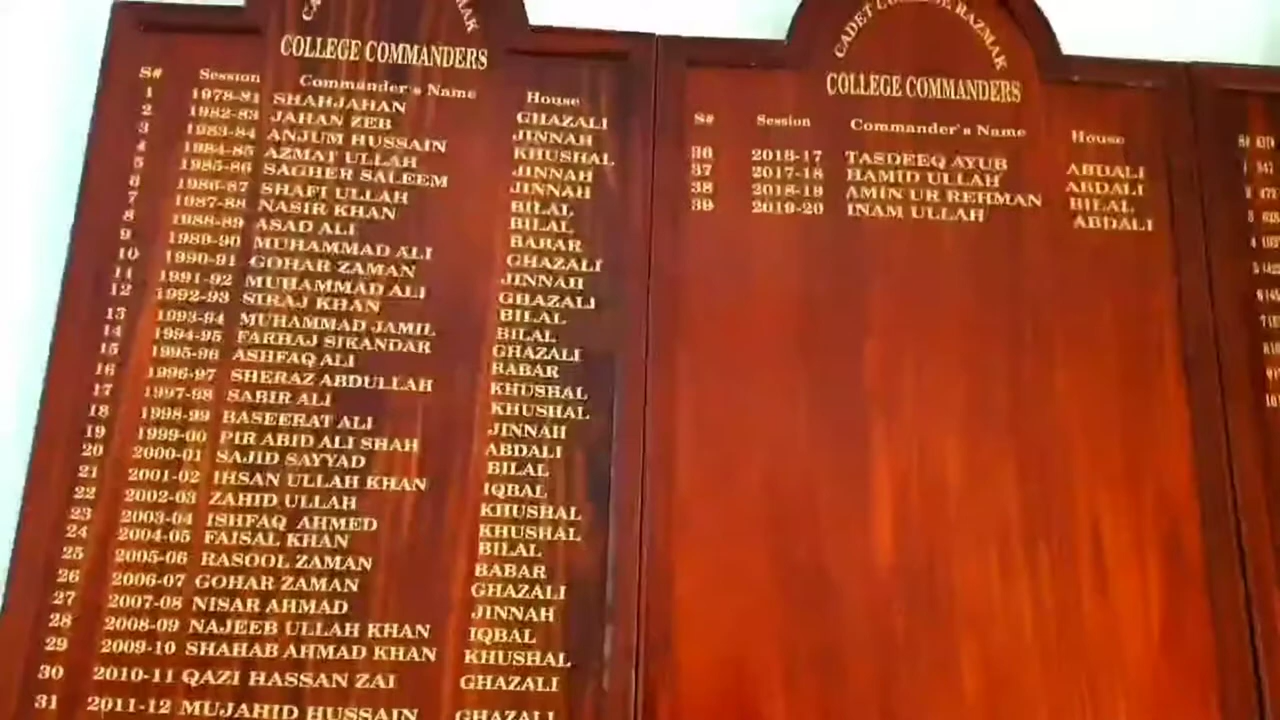 COLLEGE COMMANDERS
S# Session Commander's Name House
1 1978-81 SHAHJAHAN GHAZALI
2 1982-83 JAHAN ZEB JINNAH
3 1983-84 ANJUM HUSSAIN KHUSHAL
4 1984-85 AZMAT ULLAH JINNAH
5 1985-86 SAGHER SALEEM JINNAH
6 1986-87 SHAFI ULLAH BILAL
7 1987-88 NASIR KHAN BILAL
8 1988-89 ASAD ALI BABAR
9 1989-90 MUHAMMAD ALI GHAZALI
10 1990-91 GOHAR ZAMAN JINNAH
11 1991-92 MUHAMMAD ALI GHAZALI
12 1992-93 SIRAJ KHAN BILAL
13 1993-94 MUHAMMAD JAMIL BILAL
14 1994-95 FARHAJ SIKANDAR GHAZALI
15 1995-96 ASHFAQ ALI BABAR
16 1996-97 SHERAZ ABDULLAH KHUSHAL
17 1997-98 SABIR ALI KHUSHAL
18 1998-99 BASEERAT ALI JINNAH
19 1999-00 PIR ABID ALI SHAH ABDALI
20 2000-01 SAJID SAYYAD BILAL
21 2001-02 IHSAN ULLAH KHAN IQBAL
22 2002-03 ZAHID ULLAH KHUSHAL
23 2003-04 ISHFAQ AHMED KHUSHAL
24 2004-05 FAISAL KHAN BILAL
25 2005-06 RASOOL ZAMAN BABAR
26 2006-07 GOHAR ZAMAN GHAZALI
27 2007-08 NISAR AHMAD JINNAH
28 2008-09 NAJEEB ULLAH KHAN IQBAL
29 2009-10 SHAHAB AHMAD KHAN KHUSHAL
30 2010-11 QAZI HASSAN ZAI GHAZALI
31 2011-12 MUJAHID HUSSAIN GHAZALI
CADET COLLEGE RAZMAK
COLLEGE COMMANDERS
S# Session Commander's Name House
36 2016-17 TASDEEQ AYUB ABDALI
37 2017-18 HAMID ULLAH ABDALI
38 2018-19 AMIN UR REHMAN BILAL
39 2019-20 INAM ULLAH ABDALI